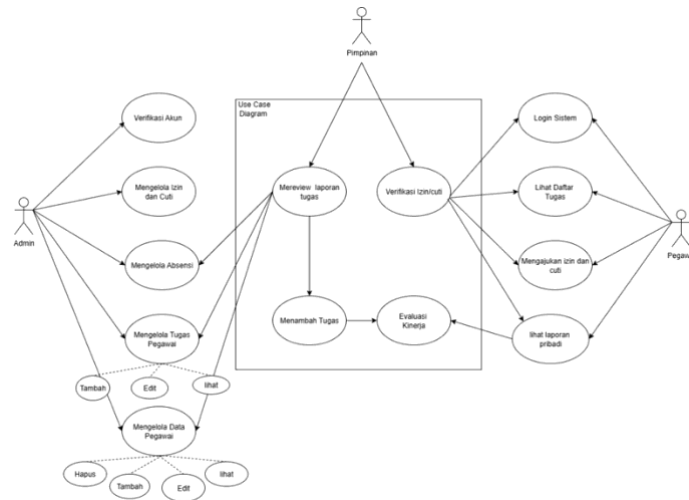 Pimpinan
Use Case
Diagram
Verifikasi Akun
Login Sistem
Mengelola Izin
dan Cuti
Mereview laporan
tugas
Verifikasi Izin/cuti
Lihat Daftar
Tugas
Admin
Pegaw
Mengelola Absensi
Mengajukan izin dan
cuti
Mengelola Tugas
Pegawai
Menambah Tugas
Evaluasi
Kinerja
lihat laporan
pribadi
Tambah
Edit
lihat
Mengelola Data
Pegawai
Hapus
Tambah
Edit
lihat